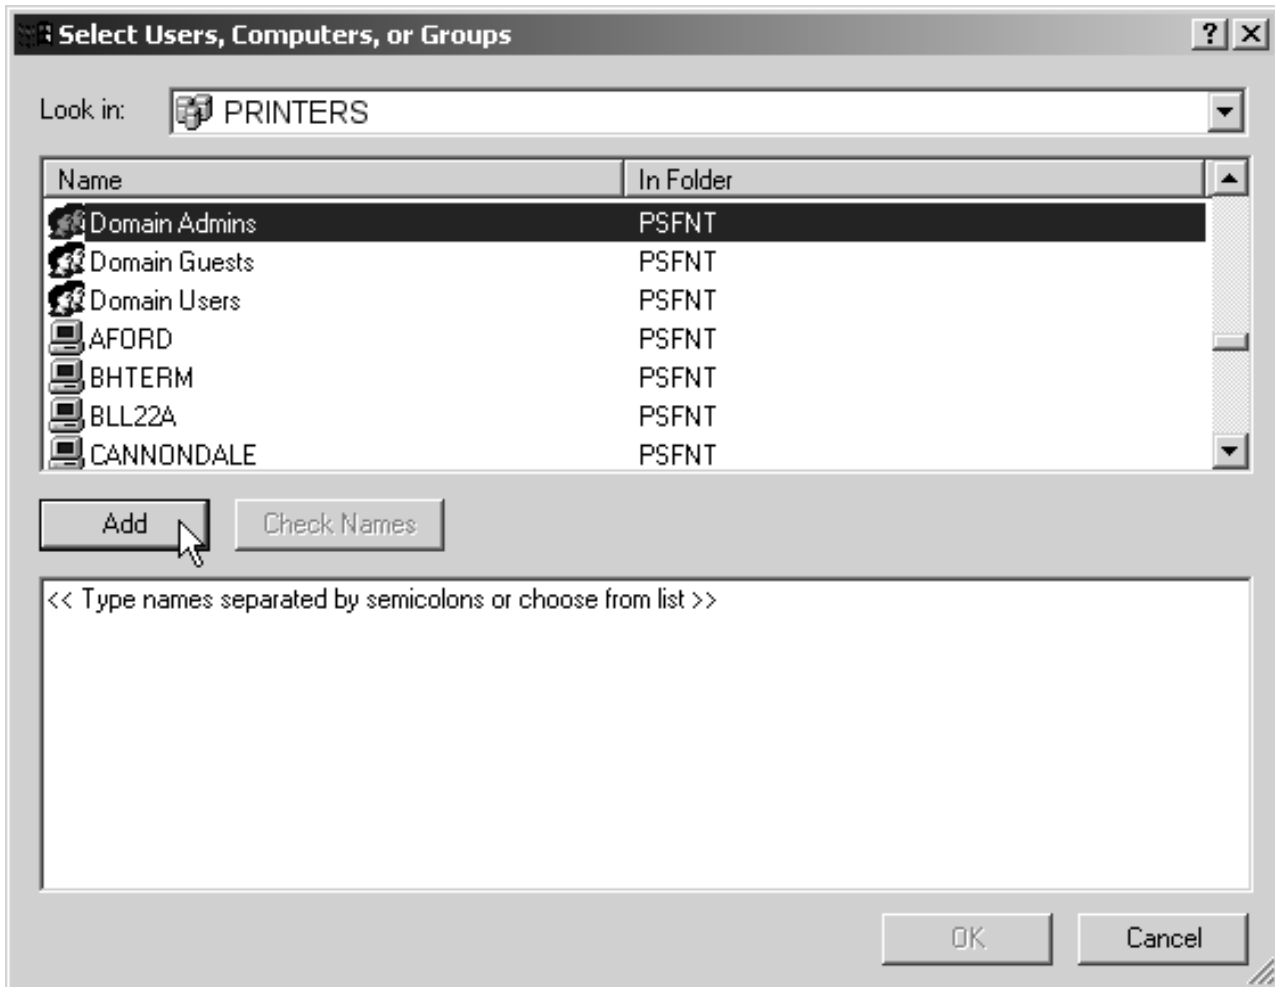 Select Users, Computers, or Groups
Look in: PRINTERS
Name In Folder
Domain Admins PSFNT
Domain Guests PSFNT
Domain Users PSFNT
AFORD PSFNT
BHTERM PSFNT
BLL22A PSFNT
CANNONDALE PSFNT
Add Check Names
<< Type names separated by semicolons or choose from list >>
OK Cancel